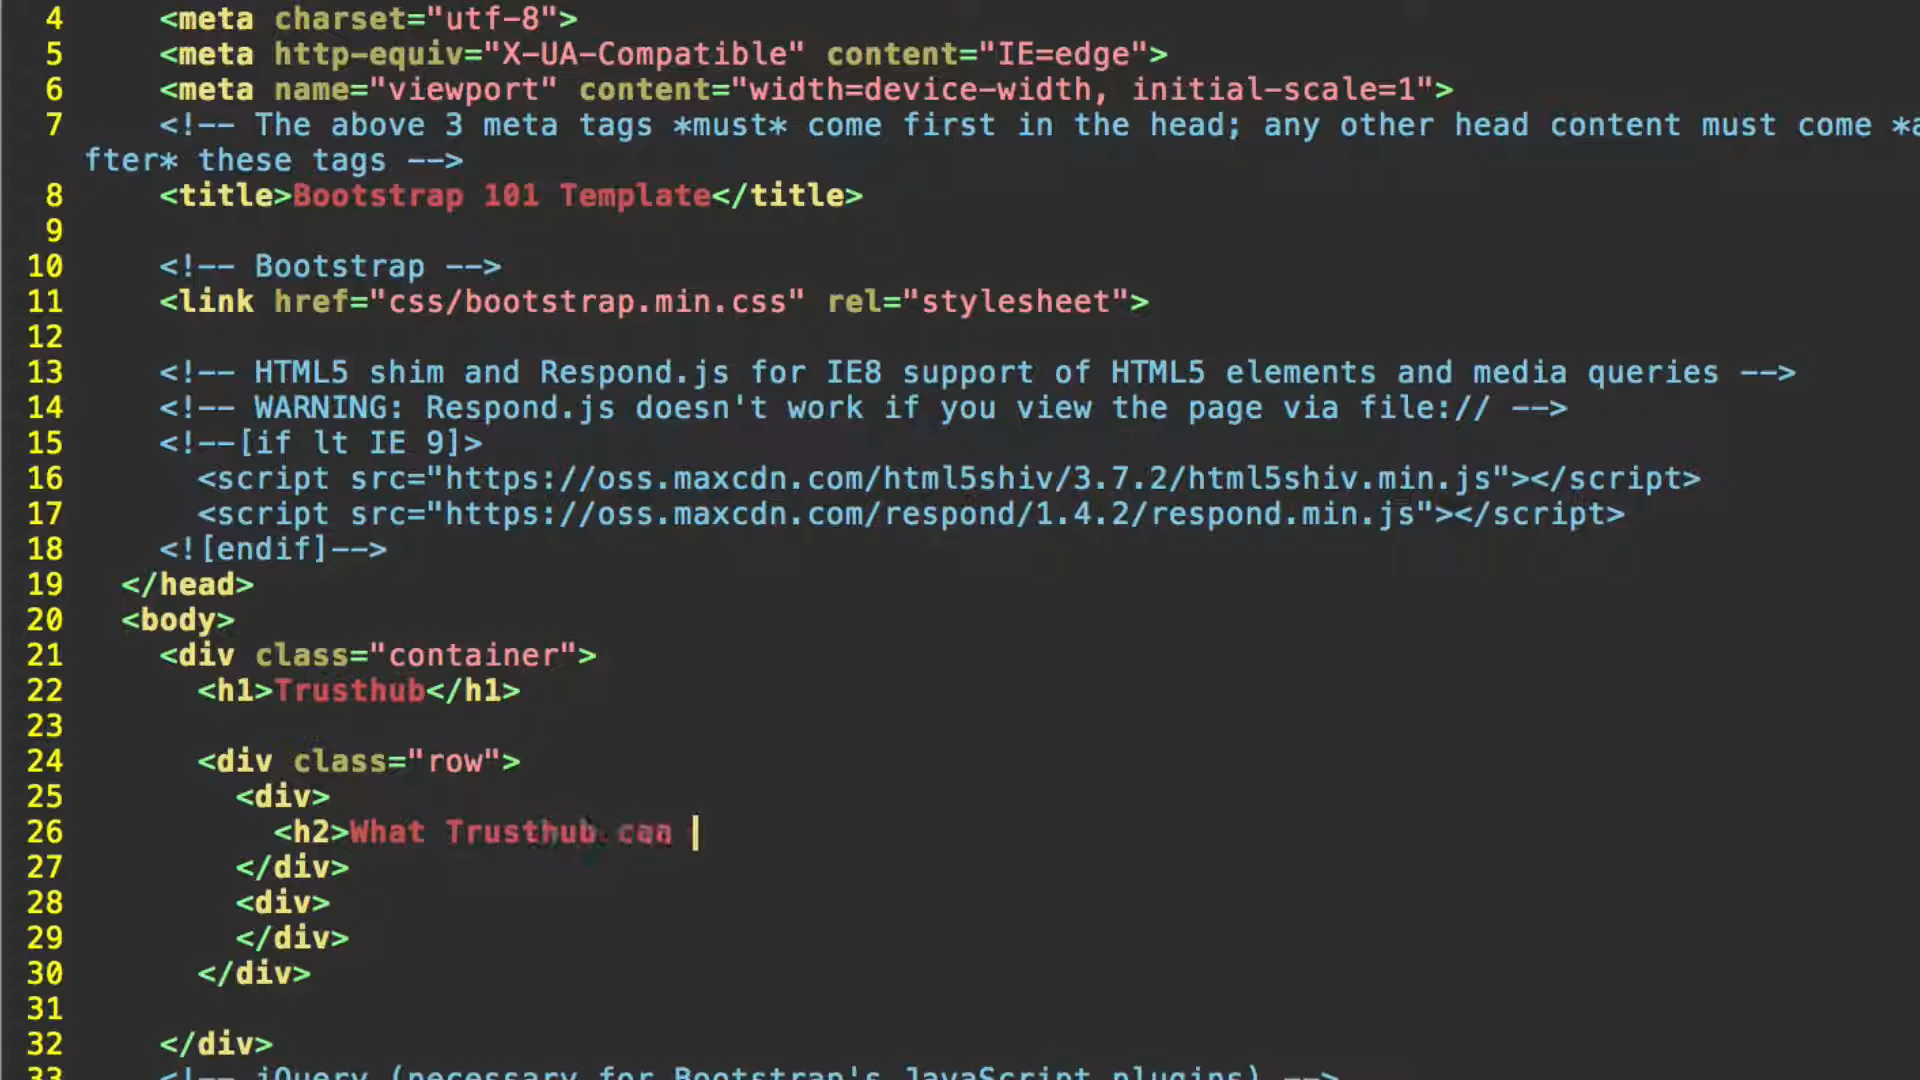 4 <meta charset="utf-8">
5 <meta http-equiv="X-UA-Compatible" content="IE=edge">
6 <meta name="viewport" content="width=device-width, initial-scale=1">
7 <!-- The above 3 meta tags *must* come first in the head; any other head content must come *a
fter* these tags -->
8 <title>Bootstrap 101 Template</title>
9
10 <!-- Bootstrap -->
11 <link href="css/bootstrap.min.css" rel="stylesheet">
12
13 <!-- HTML5 shim and Respond.js for IE8 support of HTML5 elements and media queries -->
14 <!-- WARNING: Respond.js doesn't work if you view the page via file:// -->
15 <!--[if lt IE 9]>
16 <script src="https://oss.maxcdn.com/html5shiv/3.7.2/html5shiv.min.js"></script>
17 <script src="https://oss.maxcdn.com/respond/1.4.2/respond.min.js"></script>
18 <![endif]-->
19 </head>
20 <body>
21 <div class="container">
22 <h1>Trusthub</h1>
23
24 <div class="row">
25 <div>
26 <h2>What Trusthub can
27 </div>
28 <div>
29 </div>
30 </div>
31
32 </div>
33 <!-- jQuery (necessary for Bootstrap's JavaScript plugins) -->